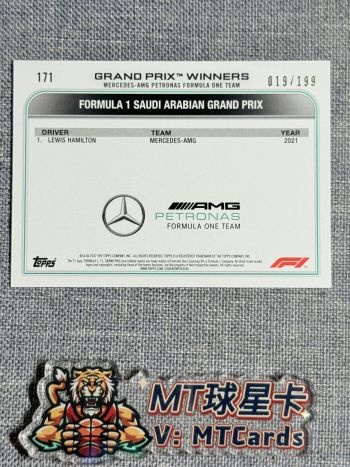 171
GRAND PRIX™ WINNERS
019/199
MERCEDES-AMG PETRONAS FORMULA ONE TEAM
FORMULA 1 SAUDI ARABIAN GRAND PRIX
DRIVER TEAM YEAR
1. LEWIS HAMILTON MERCEDES-AMG 2021
AMG
PETRONAS
FORMULA ONE TEAM
Topps
F1
MT球星卡
V: MTCards